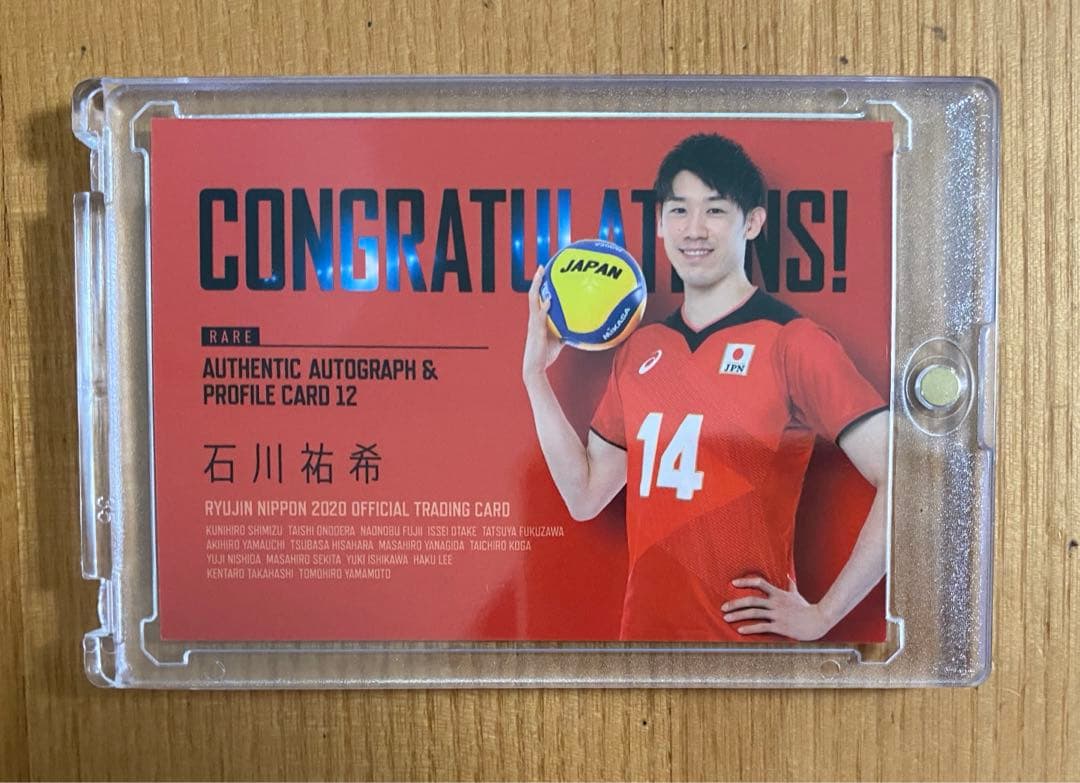 CONGRATULATIONS!
JAPAN
MIKASA
RARE
AUTHENTIC AUTOGRAPH &
PROFILE CARD 12
JPN
14
石川祐希
RYUJIN NIPPON 2020 OFFICIAL TRADING CARD
KUNIHIRO SHIMIZU TAISHI ONODERA NAONOBU FUJII ISSEI OTAKE TATSUYA FUKUZAWA
AKIHIRO YAMAUCHI TSUBASA HISAHARA MASAHIRO YANAGIDA TAICHIRO KOGA
YUJI NISHIDA MASAHIRO SEKITA YUKI ISHIKAWA HAKU LEE
KENTARO TAKAHASHI TOMOHIRO YAMAMOTO